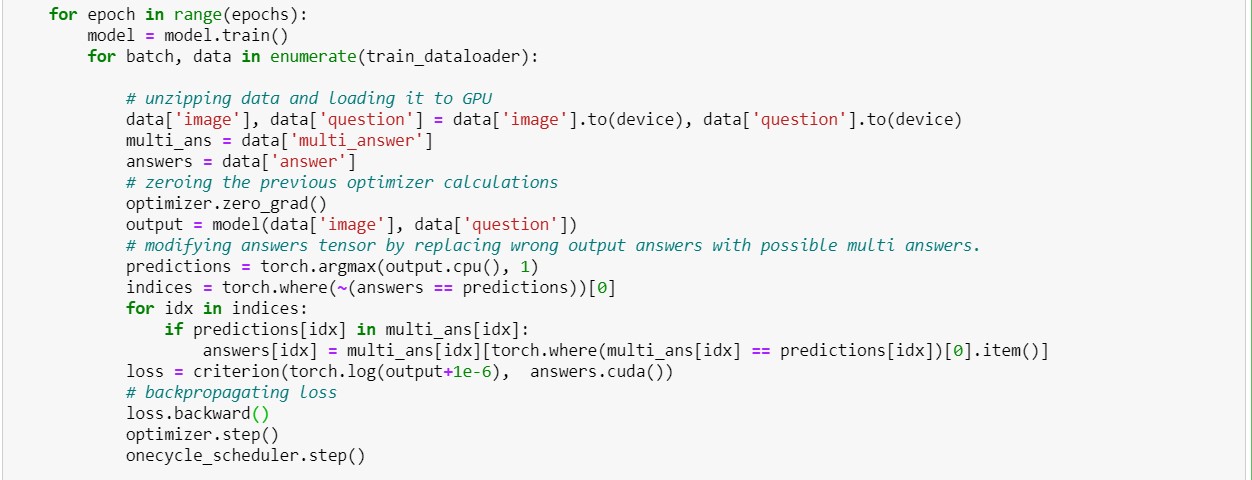 for epoch in range(epochs):
    model = model.train()
    for batch, data in enumerate(train_dataloader):

        # unzipping data and loading it to GPU
        data['image'], data['question'] = data['image'].to(device), data['question'].to(device)
        multi_ans = data['multi_answer']
        answers = data['answer']
        # zeroing the previous optimizer calculations
        optimizer.zero_grad()
        output = model(data['image'], data['question'])
        # modifying answers tensor by replacing wrong output answers with possible multi answers.
        predictions = torch.argmax(output.cpu(), 1)
        indices = torch.where(~(answers == predictions))[0]
        for idx in indices:
            if predictions[idx] in multi_ans[idx]:
                answers[idx] = multi_ans[idx][torch.where(multi_ans[idx] == predictions[idx])[0].item()]
        loss = criterion(torch.log(output+1e-6),  answers.cuda())
        # backpropagating loss
        loss.backward()
        optimizer.step()
        onecycle_scheduler.step()